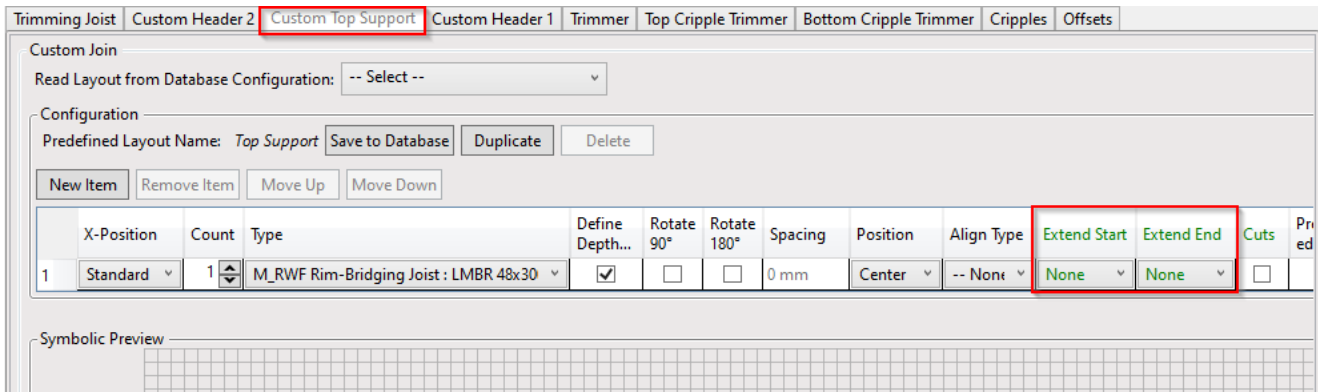 Trimming Joist Custom Header 2 Custom Top Support Custom Header 1 Trimmer Top Cripple Trimmer Bottom Cripple Trimmer Cripples Offsets
Custom Join
Read Layout from Database Configuration: -- Select --
Configuration
Predefined Layout Name: Top Support Save to Database Duplicate Delete
New Item Remove Item Move Up Move Down
X-Position Count Type Define Depth... Rotate 90° Rotate 180° Spacing Position Align Type Extend Start Extend End Cuts
1 Standard 1 M_RWF Rim-Bridging Joist : LMBR 48x30 0 mm Center -- None None None
Symbolic Preview